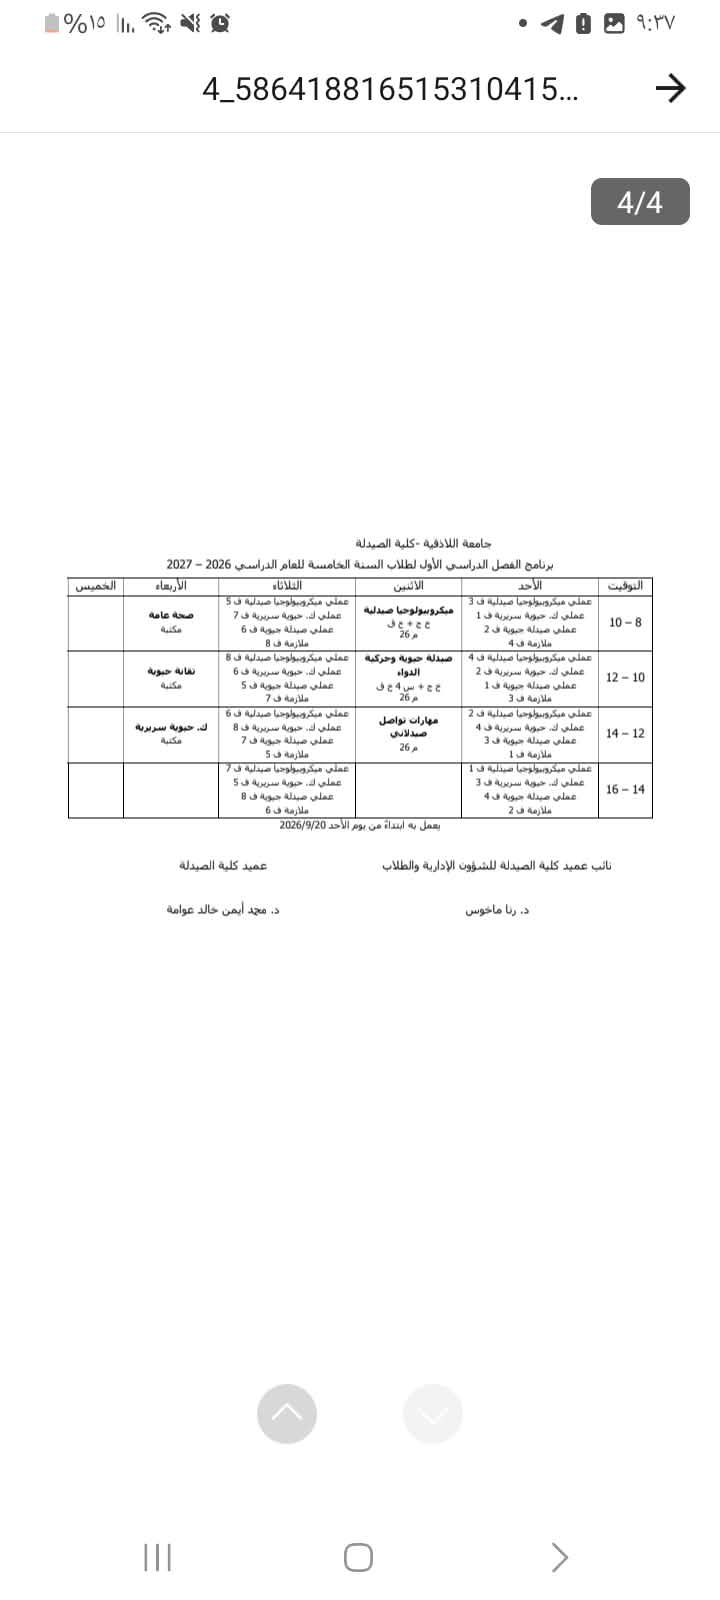 %١٥
٩:٣٧
4_586418816515310415...
4/4
جامعة اللاذقية -كلية الصيدلة
برنامج الفصل الدراسي الأول لطلاب السنة الخامسة للعام الدراسي 2026 – 2027
التوقيت
الأحد
الاثنين
الثلاثاء
الأربعاء
الخميس
8 – 10
عملي ميكروبيولوجيا صيدلية ف 3
عملي ك. حيوية سريرية ف 1
عملي صيدلة حيوية ف 2
ملازمة ف 4
ميكروبيولوجيا صيدلية
م 26
عملي ميكروبيولوجيا صيدلية ف 5
عملي ك. حيوية سريرية ف 7
عملي صيدلة حيوية ف 6
ملازمة ف 8
صحة عامة
مكتبة
10 – 12
عملي ميكروبيولوجيا صيدلية ف 4
عملي ك. حيوية سريرية ف 2
عملي صيدلة حيوية ف 1
ملازمة ف 3
صيدلة حيوية وحركية
الدواء
م 26
عملي ميكروبيولوجيا صيدلية ف 8
عملي ك. حيوية سريرية ف 6
عملي صيدلة حيوية ف 5
ملازمة ف 7
تقانة حيوية
مكتبة
12 – 14
عملي ميكروبيولوجيا صيدلية ف 2
عملي ك. حيوية سريرية ف 4
عملي صيدلة حيوية ف 3
ملازمة ف 1
مهارات تواصل
صيدلاني
م 26
عملي ميكروبيولوجيا صيدلية ف 6
عملي ك. حيوية سريرية ف 8
عملي صيدلة حيوية ف 7
ملازمة ف 5
ك. حيوية سريرية
مكتبة
14 – 16
عملي ميكروبيولوجيا صيدلية ف 1
عملي ك. حيوية سريرية ف 3
عملي صيدلة حيوية ف 4
ملازمة ف 2
عملي ميكروبيولوجيا صيدلية ف 7
عملي ك. حيوية سريرية ف 5
عملي صيدلة حيوية ف 8
ملازمة ف 6
يعمل به ابتداءً من يوم الأحد 2026/9/20
نائب عميد كلية الصيدلة للشؤون الإدارية والطلاب
عميد كلية الصيدلة
د. رنا ماخوس
د. محمد أيمن خالد عوامة